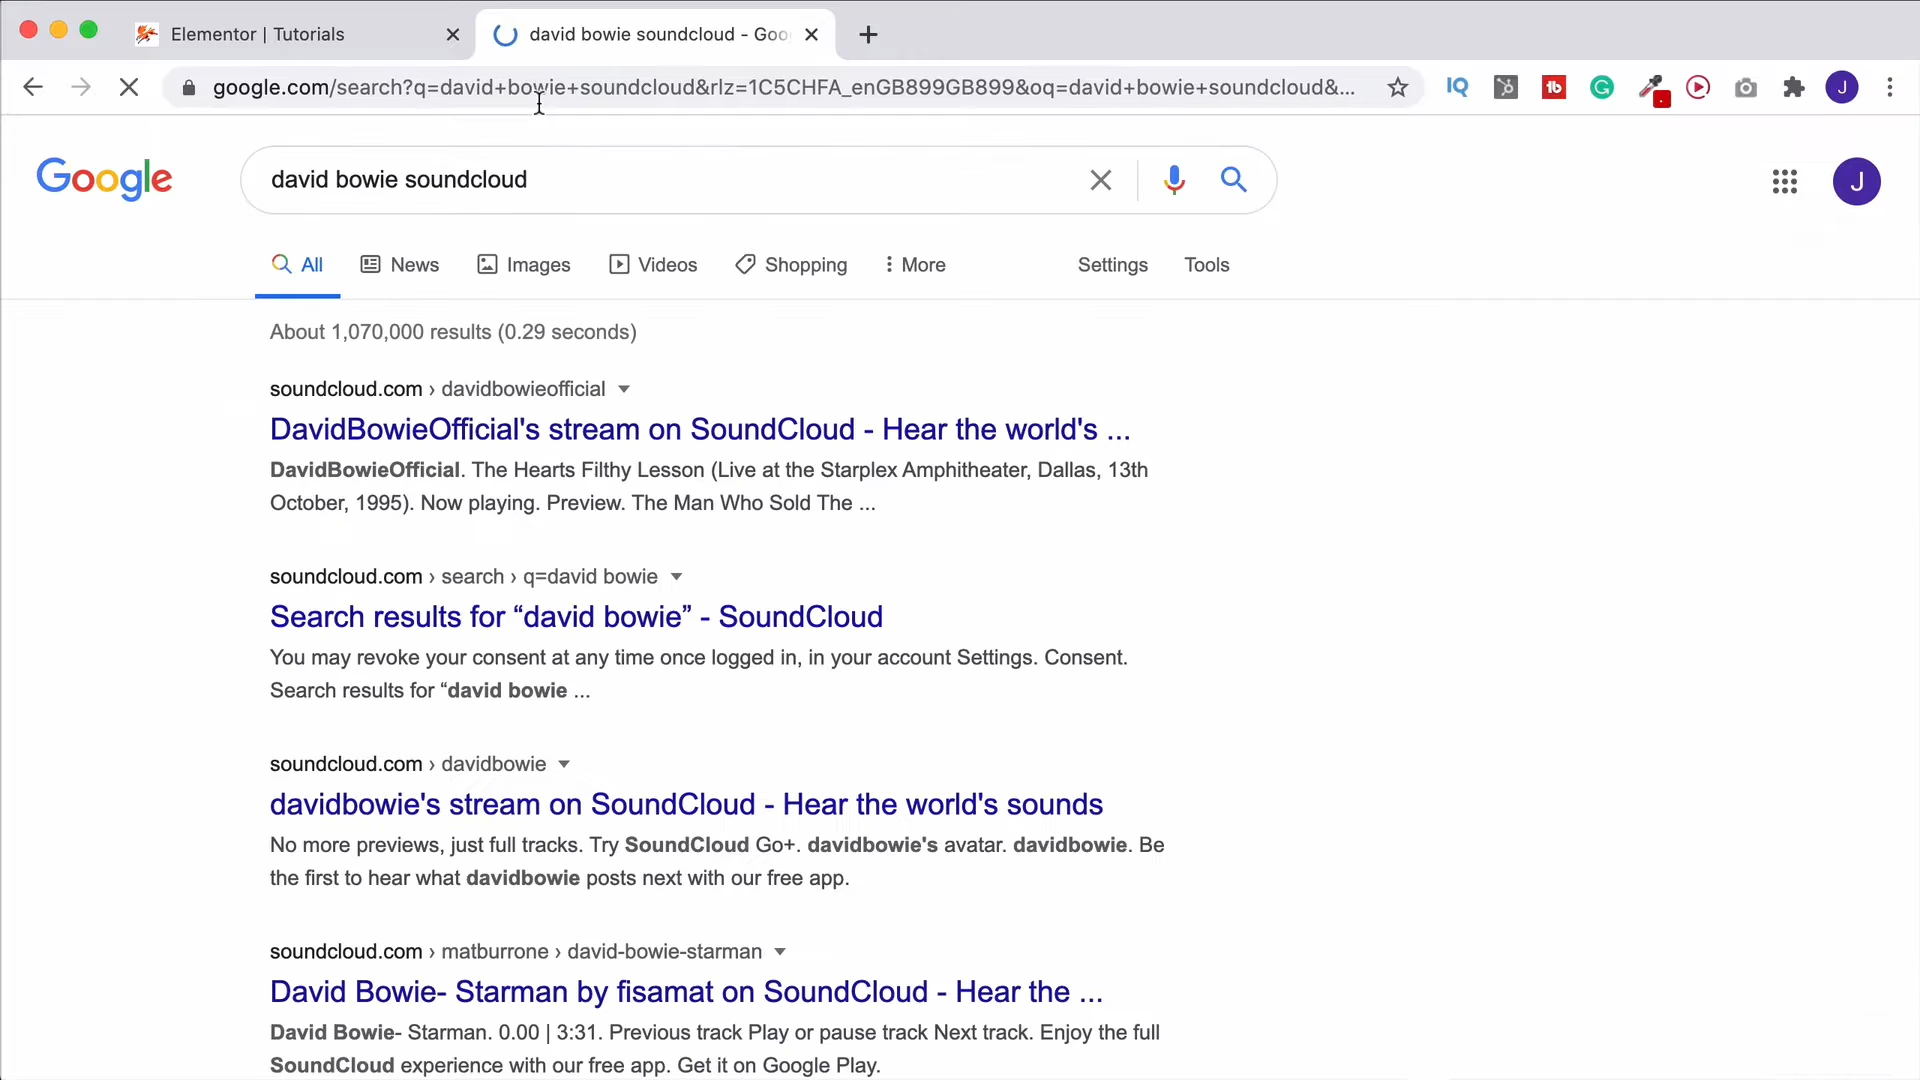 Elementor | Tutorials
david bowie soundcloud - Goo
google.com/search?q=david+bowie+soundcloud&rlz=1C5CHFA_enGB899GB899&oq=david+bowie+soundcloud&...
IQ
tb
G
J
Google
david bowie soundcloud
J
All
News
Images
Videos
Shopping
More
Settings
Tools
About 1,070,000 results (0.29 seconds)
soundcloud.com › davidbowieofficial
DavidBowieOfficial's stream on SoundCloud - Hear the world's ...
DavidBowieOfficial. The Hearts Filthy Lesson (Live at the Starplex Amphitheater, Dallas, 13th
October, 1995). Now playing. Preview. The Man Who Sold The ...
soundcloud.com › search › q=david bowie
Search results for “david bowie” - SoundCloud
You may revoke your consent at any time once logged in, in your account Settings. Consent.
Search results for “david bowie ...
soundcloud.com › davidbowie
davidbowie's stream on SoundCloud - Hear the world's sounds
No more previews, just full tracks. Try SoundCloud Go+. davidbowie's avatar. davidbowie. Be
the first to hear what davidbowie posts next with our free app.
soundcloud.com › matburrone › david-bowie-starman
David Bowie- Starman by fisamat on SoundCloud - Hear the ...
David Bowie- Starman. 0.00 | 3:31. Previous track Play or pause track Next track. Enjoy the full
SoundCloud experience with our free app. Get it on Google Play.